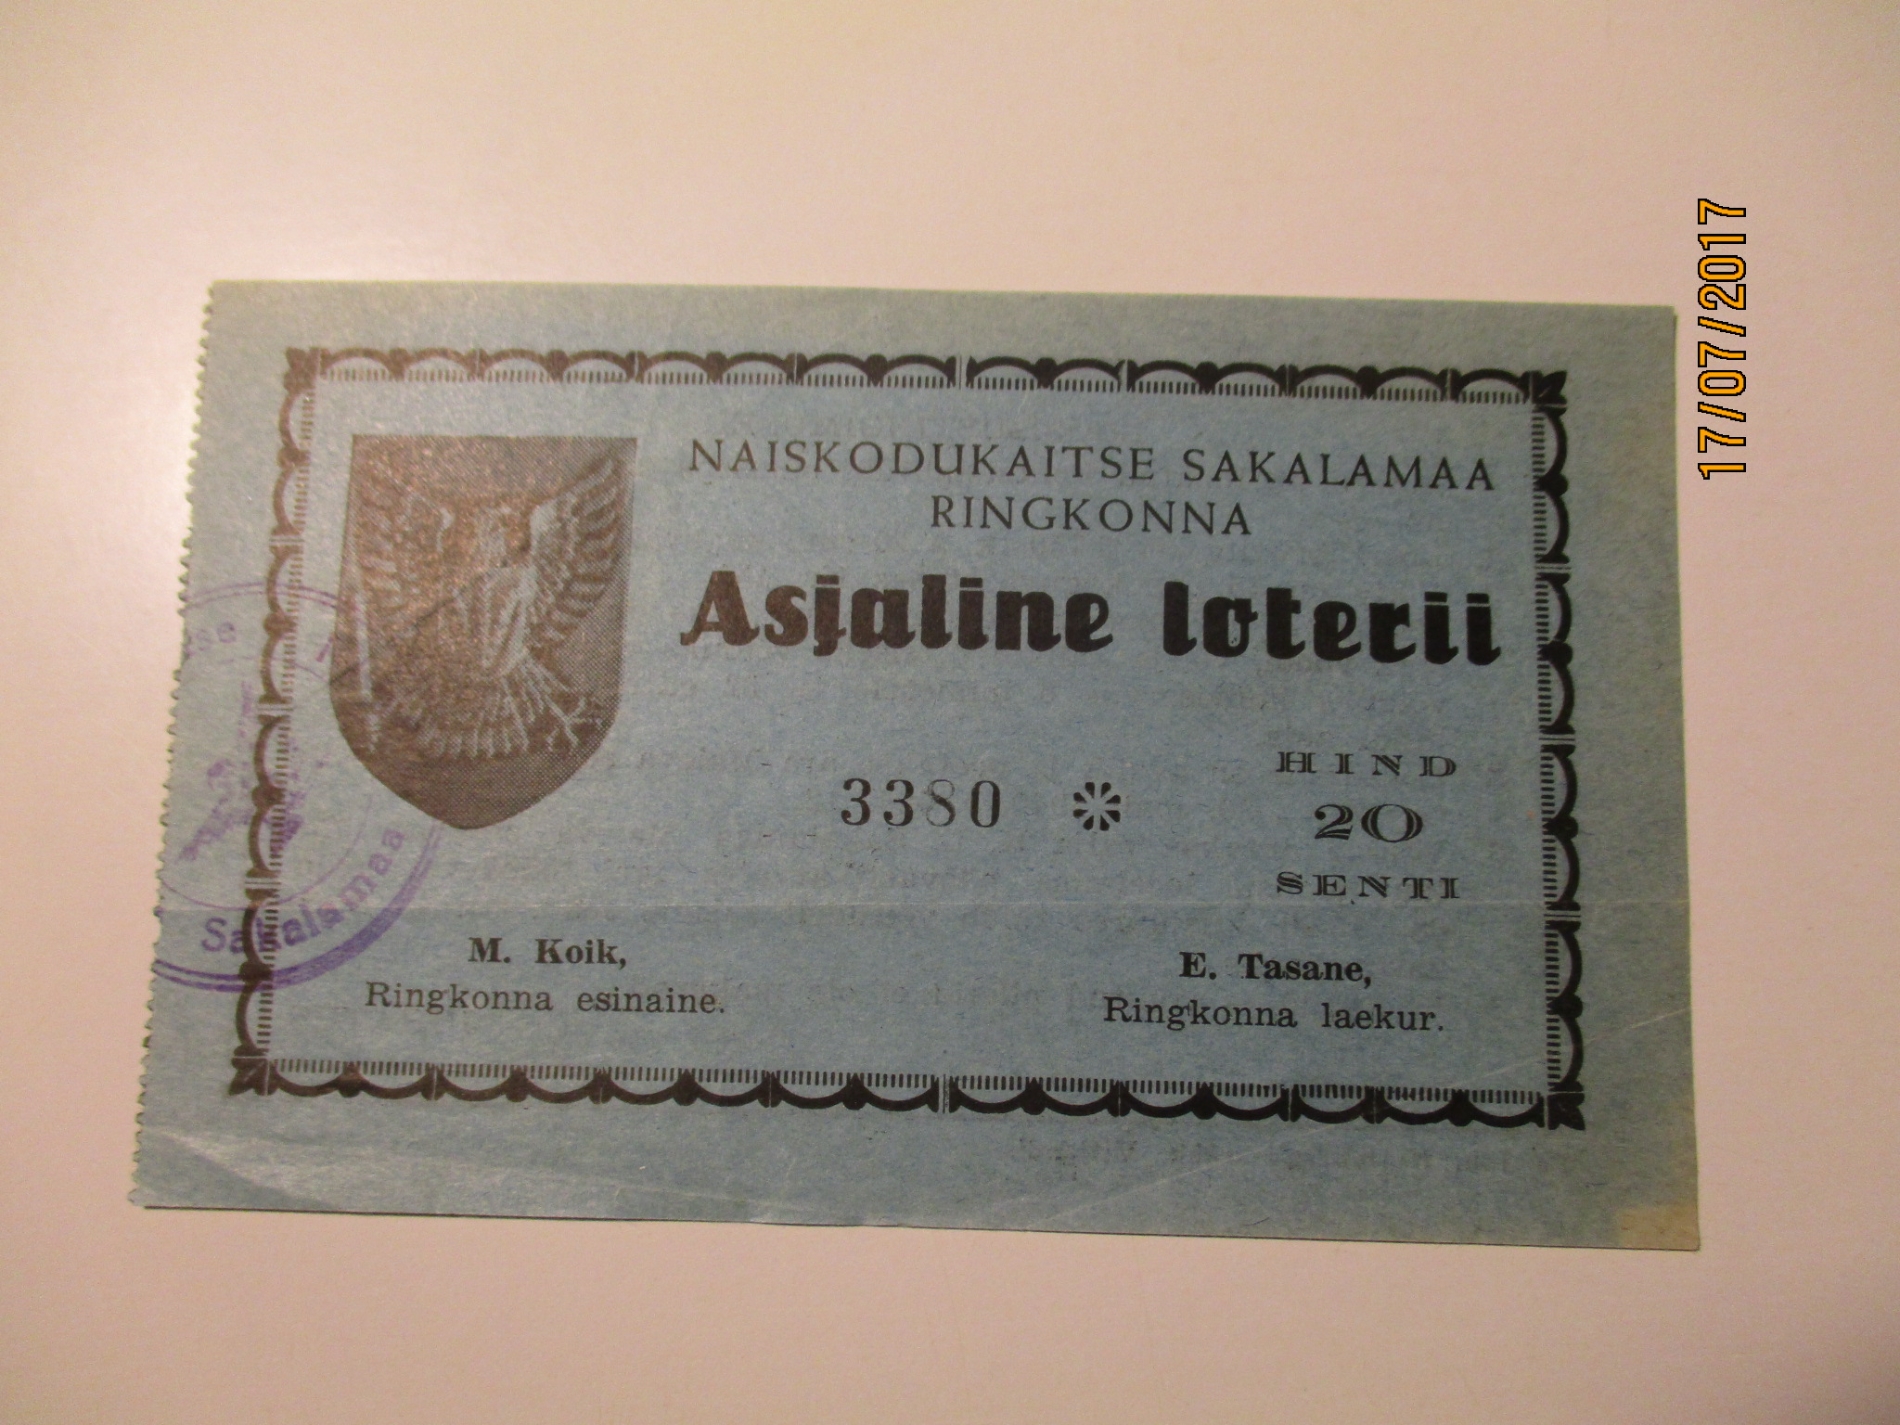 NAISKODUKAITSE SAKALAMAA
RINGKONNA
Asjaline loterii
3380
HIND
20
SENTI
M. Koik,
Ringkonna esinaine.
E. Tasane,
Ringkonna laekur.
Sakalamaa
17/07/2017